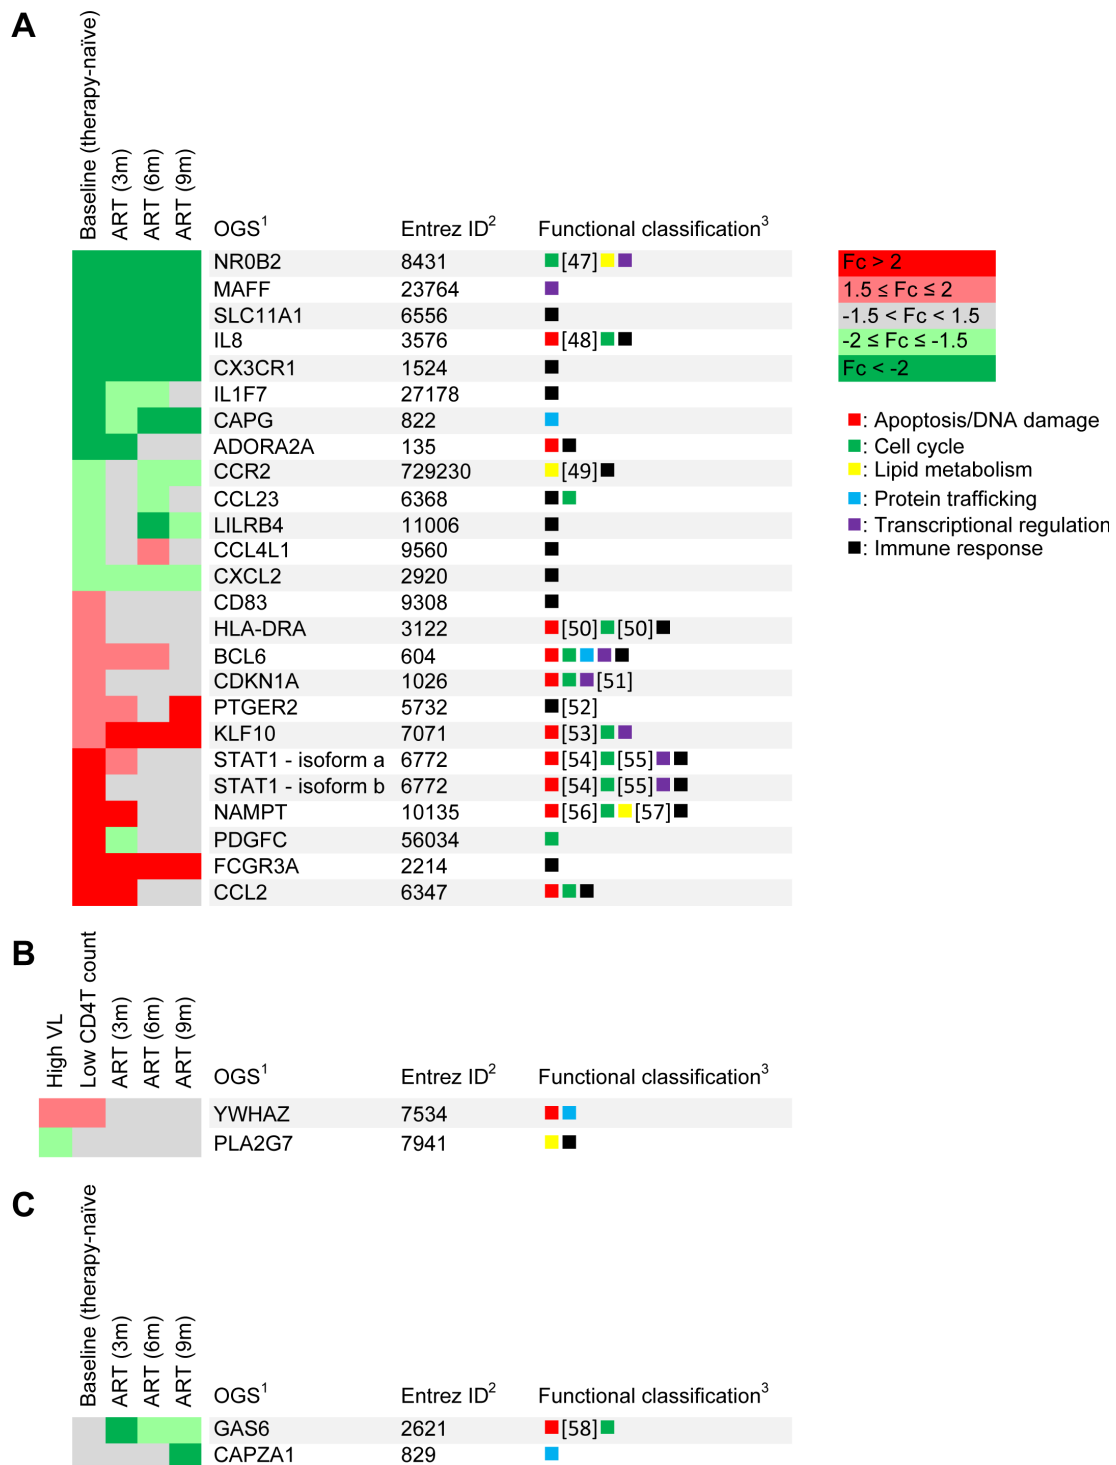 A
Baseline (therapy-naïve)
ART (3m)
ART (6m)
ART (9m)
OGS1 Entrez ID2 Functional classification3
NR0B2 8431 [47]
MAFF 23764
SLC11A1 6556
IL8 3576 [48]
CX3CR1 1524
IL1F7 27178
CAPG 822
ADORA2A 135
CCR2 729230 [49]
CCL23 6368
LILRB4 11006
CCL4L1 9560
CXCL2 2920
CD83 9308
HLA-DRA 3122 [50] [50]
BCL6 604
CDKN1A 1026 [51]
PTGER2 5732 [52]
KLF10 7071 [53]
STAT1 - isoform a 6772 [54] [55]
STAT1 - isoform b 6772 [54] [55]
NAMPT 10135 [56] [57]
PDGFC 56034
FCGR3A 2214
CCL2 6347
Fc > 2
1.5 ≤ Fc ≤ 2
-1.5 < Fc < 1.5
-2 ≤ Fc ≤ -1.5
Fc < -2
: Apoptosis/DNA damage
: Cell cycle
: Lipid metabolism
: Protein trafficking
: Transcriptional regulation
: Immune response
B
High VL
Low CD4T count
ART (3m)
ART (6m)
ART (9m)
OGS1 Entrez ID2 Functional classification3
YWHAZ 7534
PLA2G7 7941
C
Baseline (therapy-naïve)
ART (3m)
ART (6m)
ART (9m)
OGS1 Entrez ID2 Functional classification3
GAS6 2621 [58]
CAPZA1 829